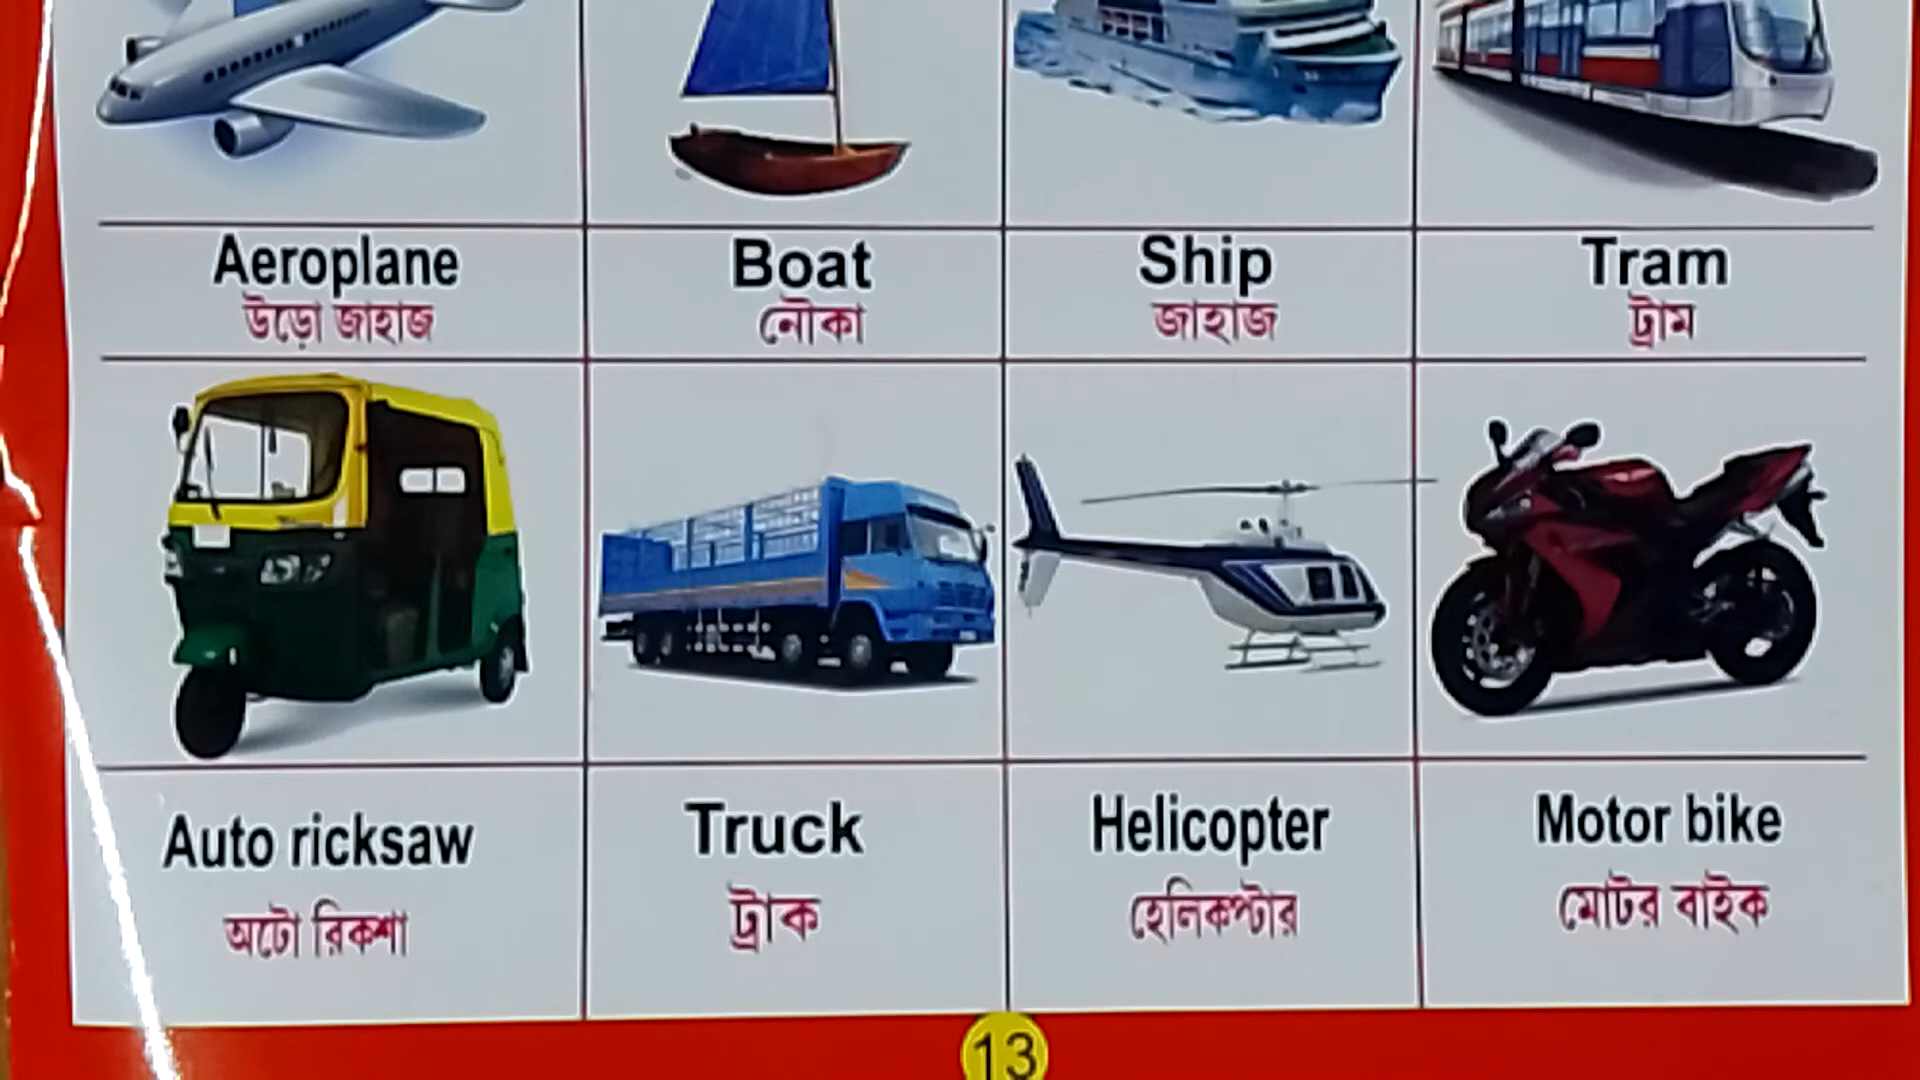 Aeroplane
উড়ো জাহাজ
Boat
নৌকা
Ship
জাহাজ
Tram
ট্রাম
Auto ricksaw
অটো রিকশা
Truck
ট্রাক
Helicopter
হেলিকপ্টার
Motor bike
মোটর বাইক
13